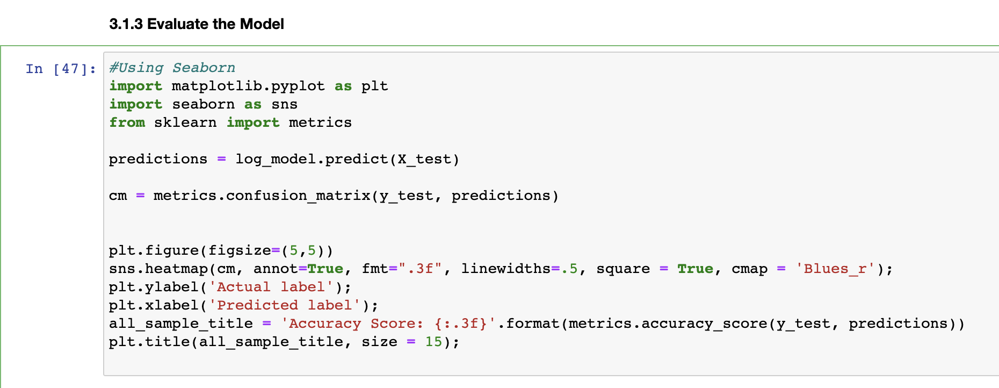 3.1.3 Evaluate the Model
In [47]:
#Using Seaborn
import matplotlib.pyplot as plt
import seaborn as sns
from sklearn import metrics
predictions = log_model.predict(X_test)
cm = metrics.confusion_matrix(y_test, predictions)
plt.figure(figsize=(5,5))
sns.heatmap(cm, annot=True, fmt=".3f", linewidths=.5, square = True, cmap = 'Blues_r');
plt.ylabel('Actual label');
plt.xlabel('Predicted label');
all_sample_title = 'Accuracy Score: {:.3f}'.format(metrics.accuracy_score(y_test, predictions))
plt.title(all_sample_title, size = 15);